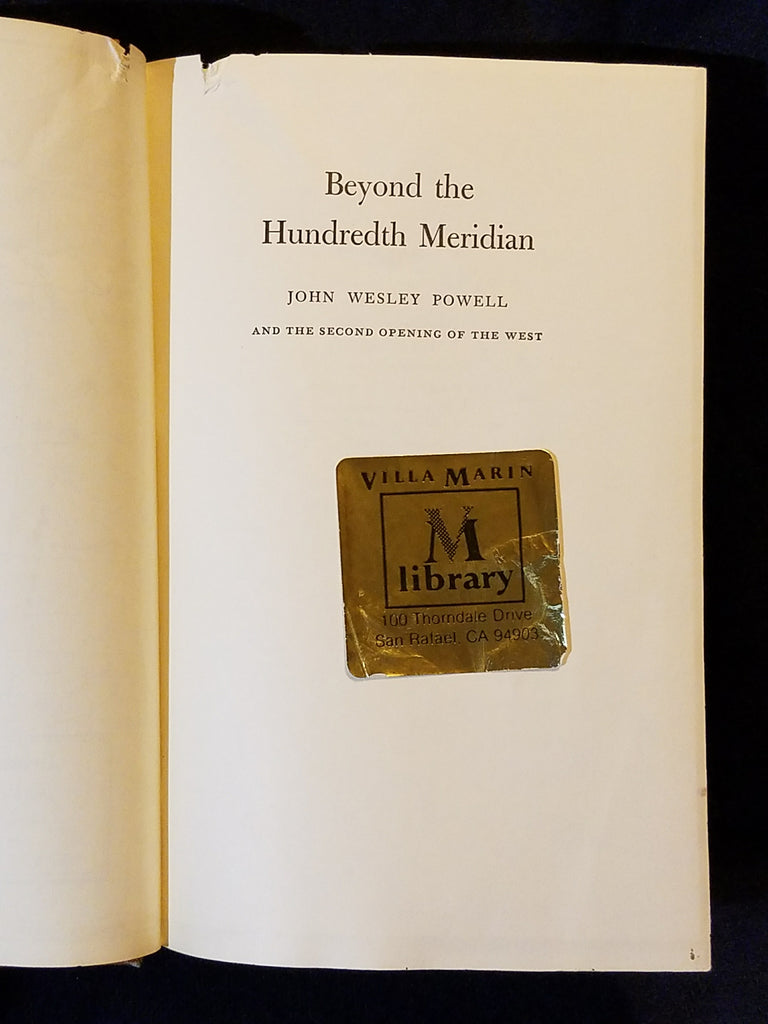 Beyond the
Hundredth Meridian
JOHN WESLEY POWELL
AND THE SECOND OPENING OF THE WEST
VILLA MARIN
M
library
100 Thorndale Drive
San Rafael, CA 94903